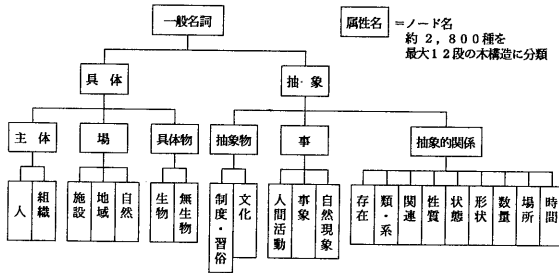 一般名詞
属性名 =ノード名
約 2,800種を
最大12段の木構造に分類
具体
抽・象
主体
場
具体物
抽象物
事
抽象的関係
人
組織
施設
地域
自然
生物
無生物
制度・習俗
文化
人間活動
事象
自然現象
存在
類・系
関連
性質
状態
形状
数量
場所
時間